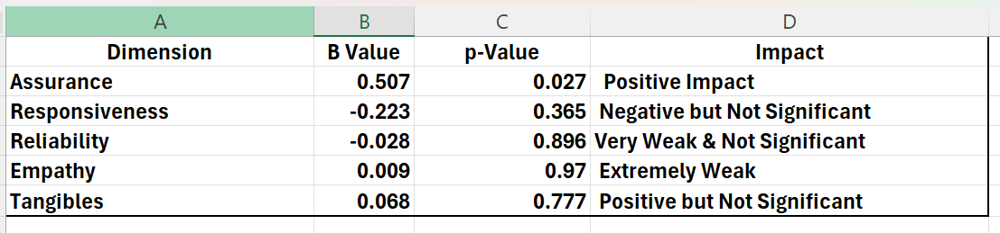 A B C D
Dimension B Value p-Value Impact
Assurance 0.507 0.027 Positive Impact
Responsiveness -0.223 0.365 Negative but Not Significant
Reliability -0.028 0.896 Very Weak & Not Significant
Empathy 0.009 0.97 Extremely Weak
Tangibles 0.068 0.777 Positive but Not Significant